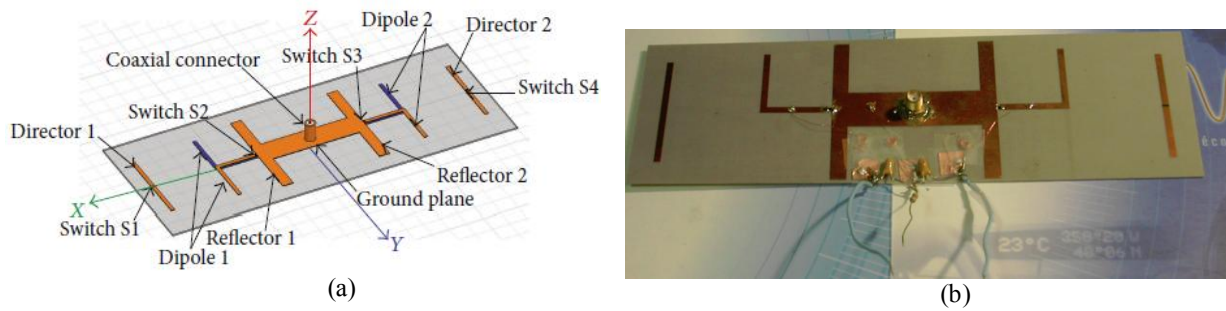 Z
Dipole 2
Director 2
Switch S3
Coaxial connector
Switch S4
Switch S2
Director 1
Reflector 2
X
Ground plane
Switch S1
Reflector 1
Y
Dipole 1
(a)
23°C
(b)